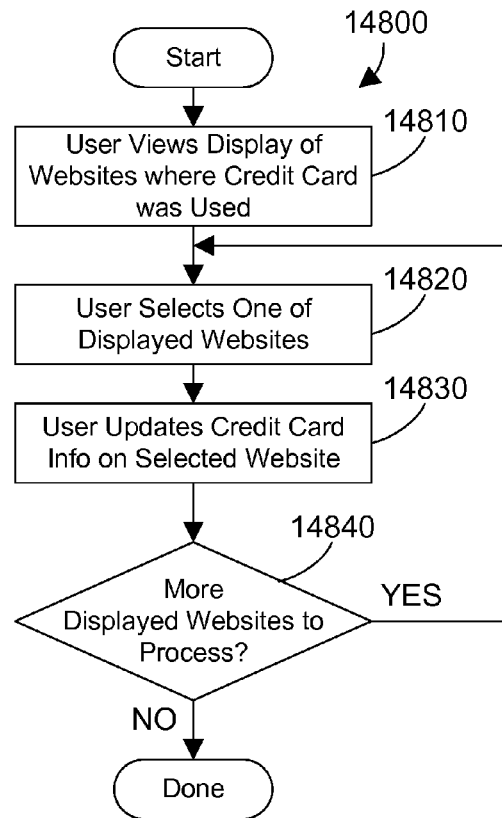 14800
Start
14810
User Views Display of
Websites where Credit Card
was Used
14820
User Selects One of
Displayed Websites
14830
User Updates Credit Card
Info on Selected Website
14840
More
Displayed Websites to
Process?
YES
NO
Done